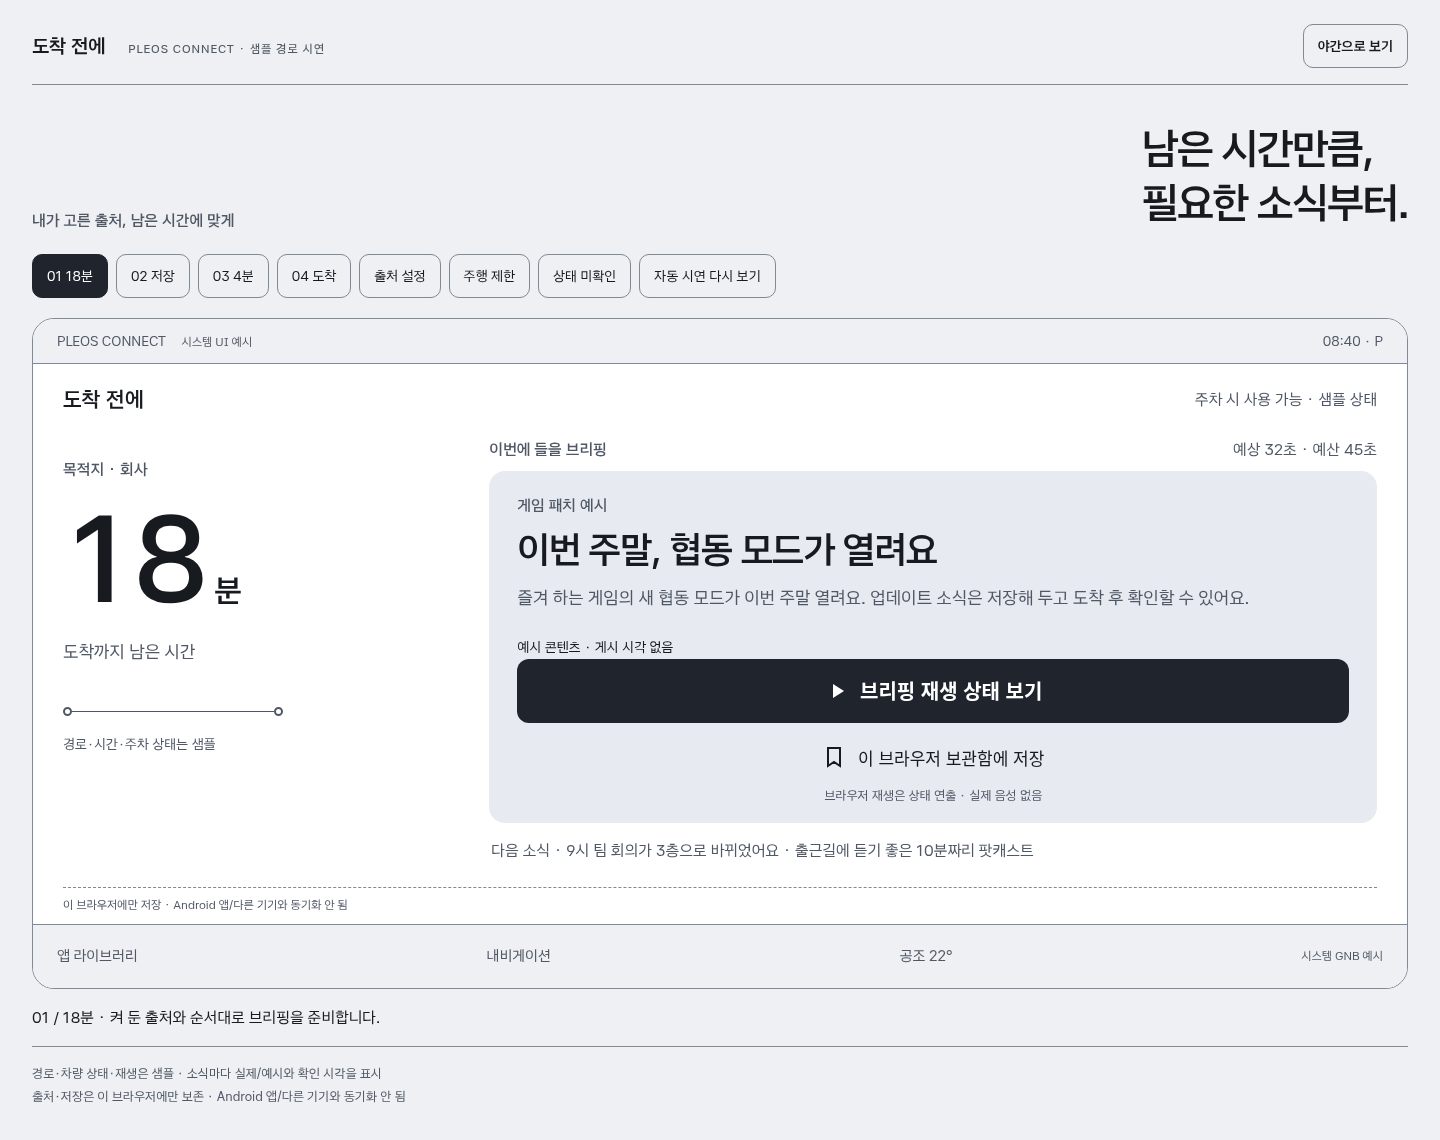 도착 전에
PLEOS CONNECT · 샘플 경로 시연
야간으로 보기
남은 시간만큼,
필요한 소식부터.
내가 고른 출처, 남은 시간에 맞게
01 18분
02 저장
03 4분
04 도착
출처 설정
주행 제한
상태 미확인
자동 시연 다시 보기
PLEOS CONNECT 시스템 UI 예시
08:40 · P
도착 전에
주차 시 사용 가능 · 샘플 상태
목적지 · 회사
18분
도착까지 남은 시간
경로·시간·주차 상태는 샘플
이번에 들을 브리핑
예상 32초 · 예산 45초
게임 패치 예시
이번 주말, 협동 모드가 열려요
즐겨 하는 게임의 새 협동 모드가 이번 주말 열려요. 업데이트 소식은 저장해 두고 도착 후 확인할 수 있어요.
예시 콘텐츠 · 게시 시각 없음
브리핑 재생 상태 보기
이 브라우저 보관함에 저장
브라우저 재생은 상태 연출 · 실제 음성 없음
다음 소식 · 9시 팀 회의가 3층으로 바뀌었어요 · 출근길에 듣기 좋은 10분짜리 팟캐스트
이 브라우저에만 저장 · Android 앱/다른 기기와 동기화 안 됨
앱 라이브러리
내비게이션
공조 22°
시스템 GNB 예시
01 / 18분 · 켜 둔 출처와 순서대로 브리핑을 준비합니다.
경로·차량 상태·재생은 샘플 · 소식마다 실제/예시와 확인 시각을 표시
출처·저장은 이 브라우저에만 보존 · Android 앱/다른 기기와 동기화 안 됨